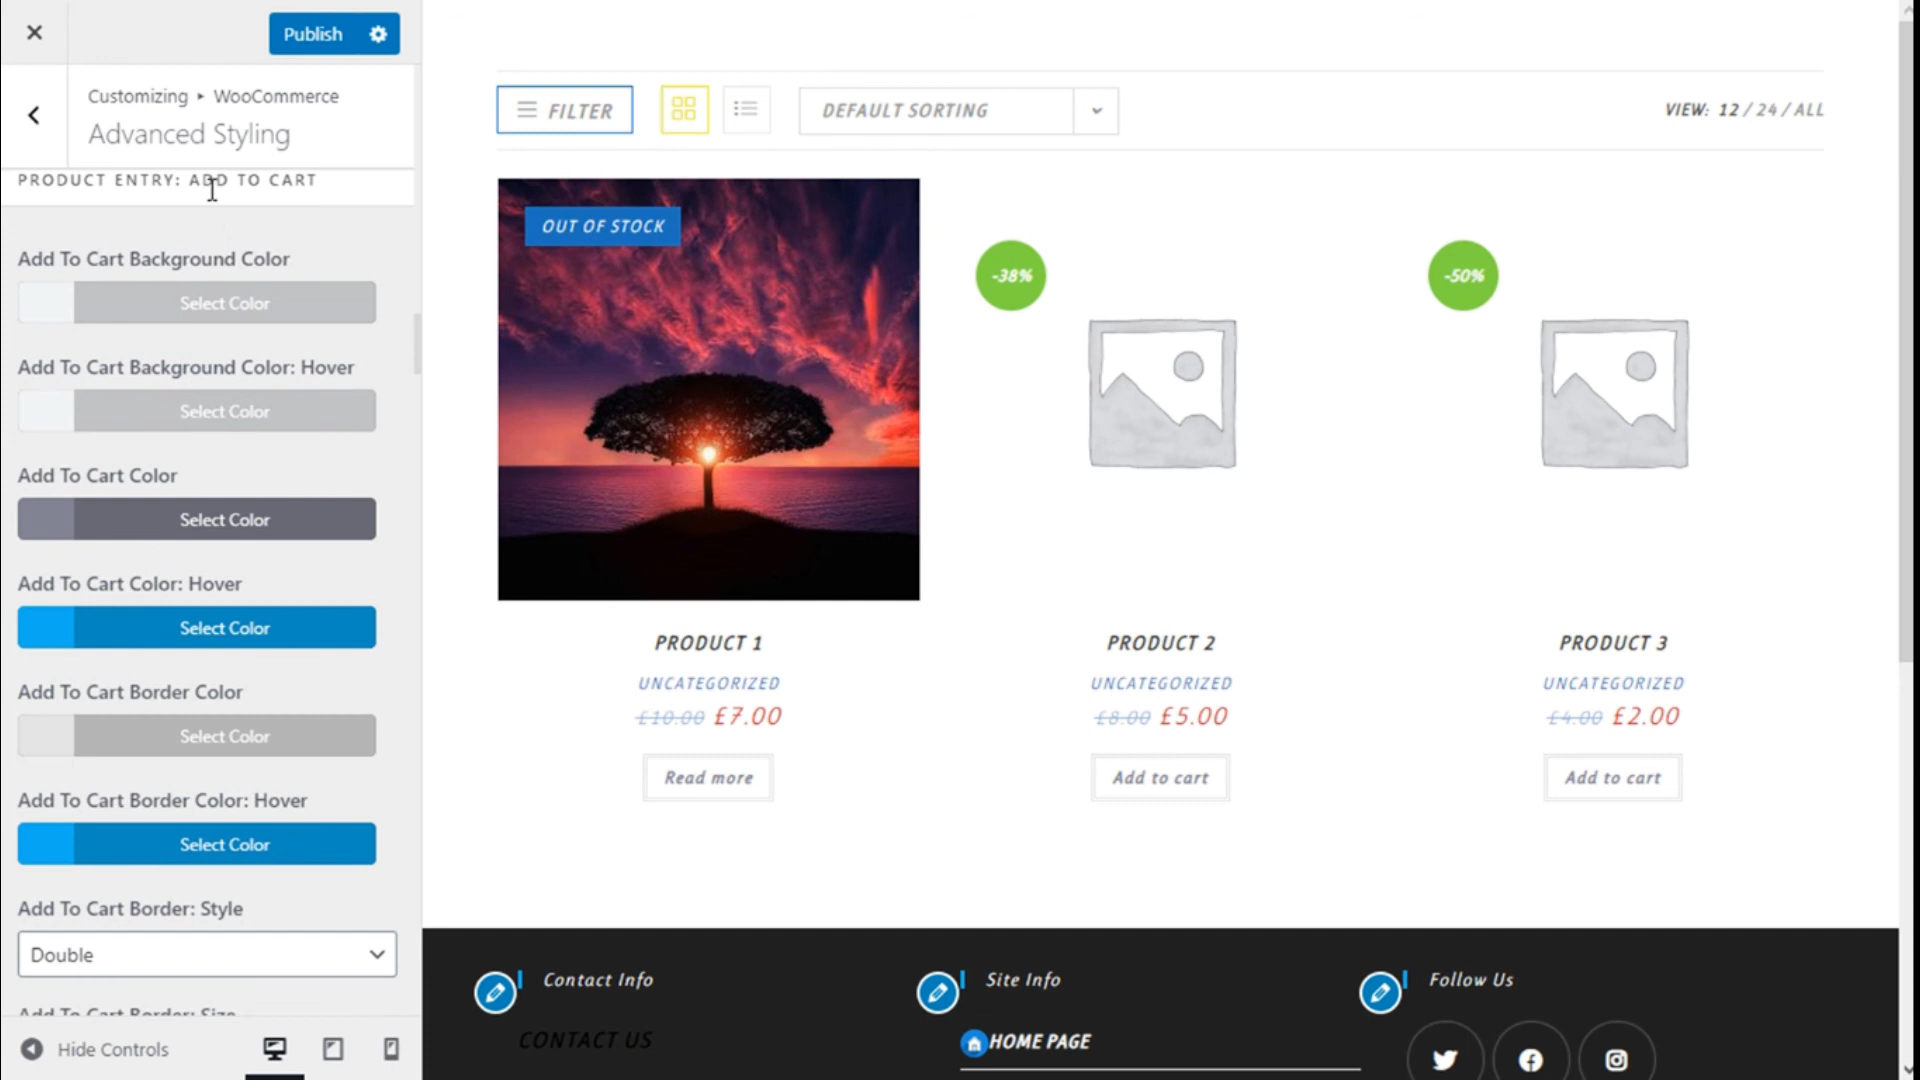 Publish
Customizing ▸ WooCommerce
Advanced Styling
PRODUCT ENTRY: ADD TO CART
Add To Cart Background Color
Select Color
Add To Cart Background Color: Hover
Select Color
Add To Cart Color
Select Color
Add To Cart Color: Hover
Select Color
Add To Cart Border Color
Select Color
Add To Cart Border Color: Hover
Select Color
Add To Cart Border: Style
Double
Add To Cart Border: Size
Hide Controls
FILTER
DEFAULT SORTING
VIEW: 12 / 24 / ALL
OUT OF STOCK
-38%
-50%
PRODUCT 1
UNCATEGORIZED
£10.00 £7.00
Read more
PRODUCT 2
UNCATEGORIZED
£8.00 £5.00
Add to cart
PRODUCT 3
UNCATEGORIZED
£4.00 £2.00
Add to cart
Contact Info
CONTACT US
Site Info
HOME PAGE
Follow Us